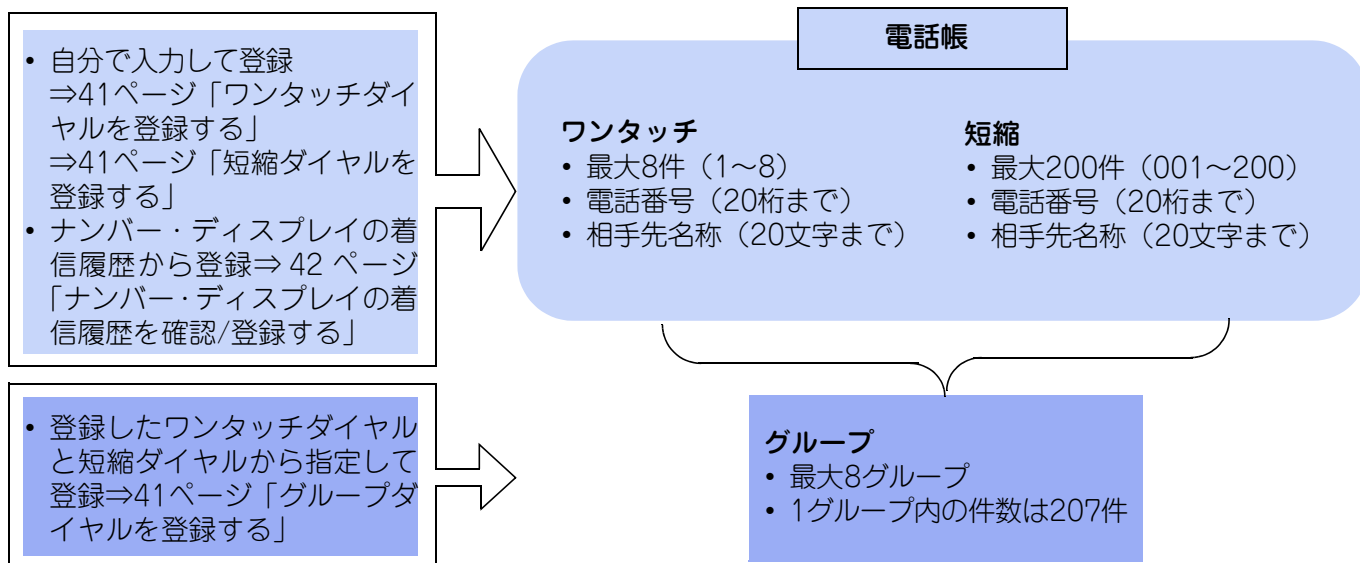 • 自分で入力して登録
⇒41ページ「ワンタッチダイ
ヤルを登録する」
⇒41ページ「短縮ダイヤルを
登録する」
• ナンバー・ディスプレイの着
信履歴から登録⇒ 42 ページ
「ナンバー・ディスプレイの着
信履歴を確認/登録する」
電話帳
ワンタッチ
• 最大8件（1～8）
• 電話番号（20桁まで）
• 相手先名称（20文字まで）
短縮
• 最大200件（001～200）
• 電話番号（20桁まで）
• 相手先名称（20文字まで）
• 登録したワンタッチダイヤル
と短縮ダイヤルから指定して
登録⇒41ページ「グループダ
イヤルを登録する」
グループ
• 最大8グループ
• 1グループ内の件数は207件